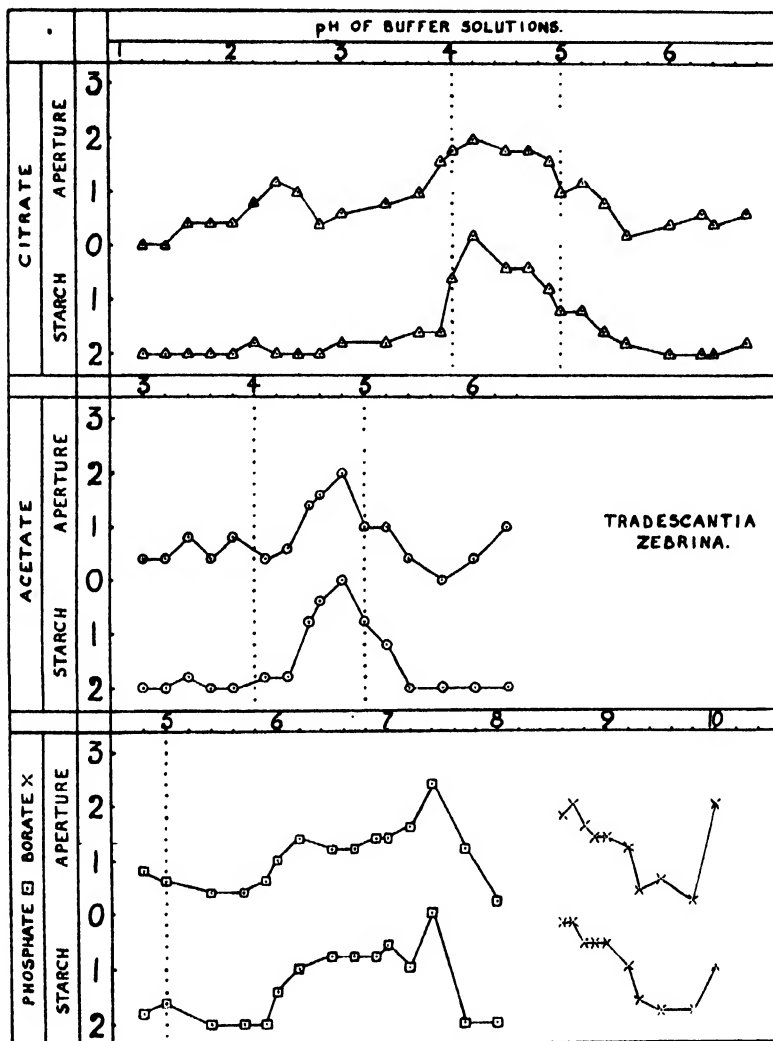 pH OF BUFFER SOLUTIONS.
1 2 3 4 5 6
CITRATE
APERTURE
STARCH
3
2
1
0
1
2
3 4 5 6
ACETATE
APERTURE
STARCH
3
2
1
0
1
2
TRADESCANTIA
ZEBRINA.
5 6 7 8 9 10
PHOSPHATE ⊡ BORATE X
APERTURE
STARCH
3
2
1
0
1
2